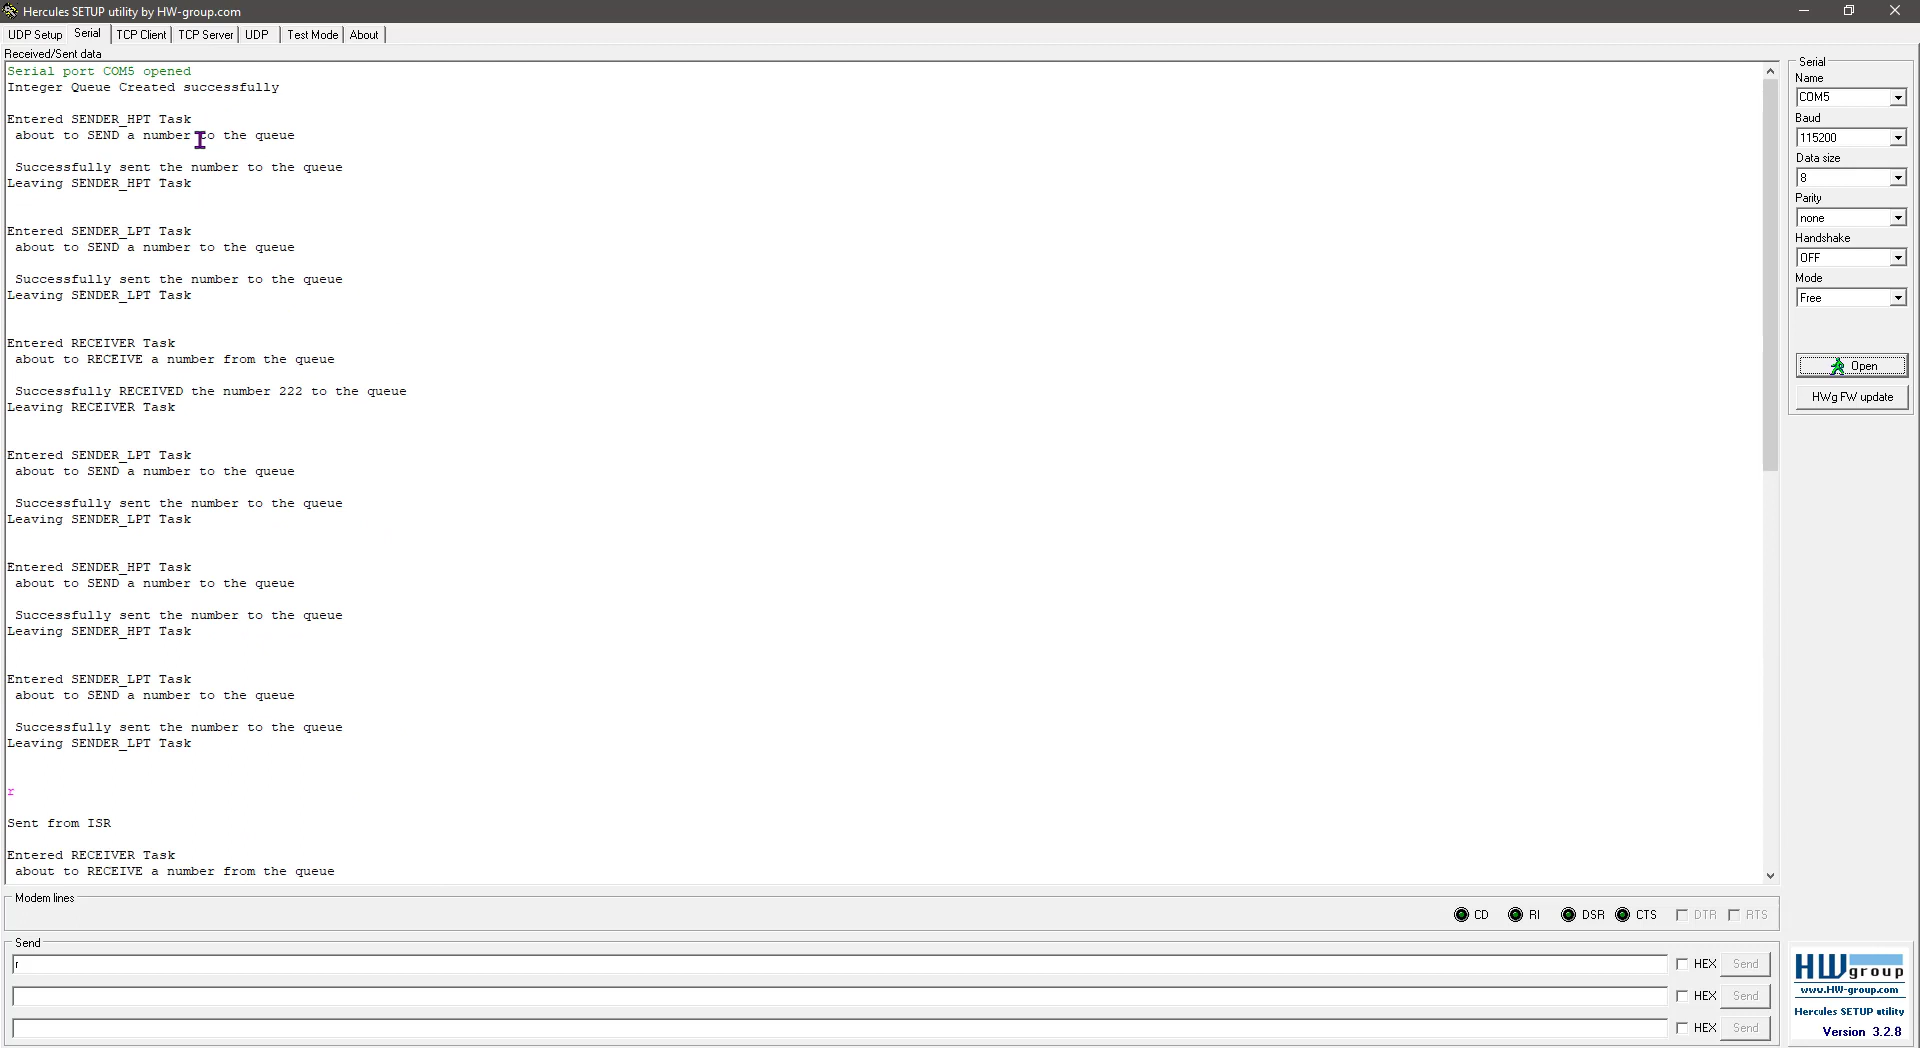 Hercules SETUP utility by HW-group.com
UDP Setup Serial TCP Client TCP Server UDP Test Mode About
Received/Sent data
Serial port COM5 opened
Integer Queue Created successfully
Entered SENDER_HPT Task
about to SEND a number to the queue
Successfully sent the number to the queue
Leaving SENDER_HPT Task
Entered SENDER_LPT Task
about to SEND a number to the queue
Successfully sent the number to the queue
Leaving SENDER_LPT Task
Entered RECEIVER Task
about to RECEIVE a number from the queue
Successfully RECEIVED the number 222 to the queue
Leaving RECEIVER Task
Entered SENDER_LPT Task
about to SEND a number to the queue
Successfully sent the number to the queue
Leaving SENDER_LPT Task
Entered SENDER_HPT Task
about to SEND a number to the queue
Successfully sent the number to the queue
Leaving SENDER_HPT Task
Entered SENDER_LPT Task
about to SEND a number to the queue
Successfully sent the number to the queue
Leaving SENDER_LPT Task
r
Sent from ISR
Entered RECEIVER Task
about to RECEIVE a number from the queue
Serial
Name
COM5
Baud
115200
Data size
8
Parity
none
Handshake
OFF
Mode
Free
Open
HWg FW update
Modem lines
CD RI DSR CTS DTR RTS
Send
r HEX Send
HEX Send
HEX Send
HWgroup
www.HW-group.com
Hercules SETUP utility
Version 3.2.8